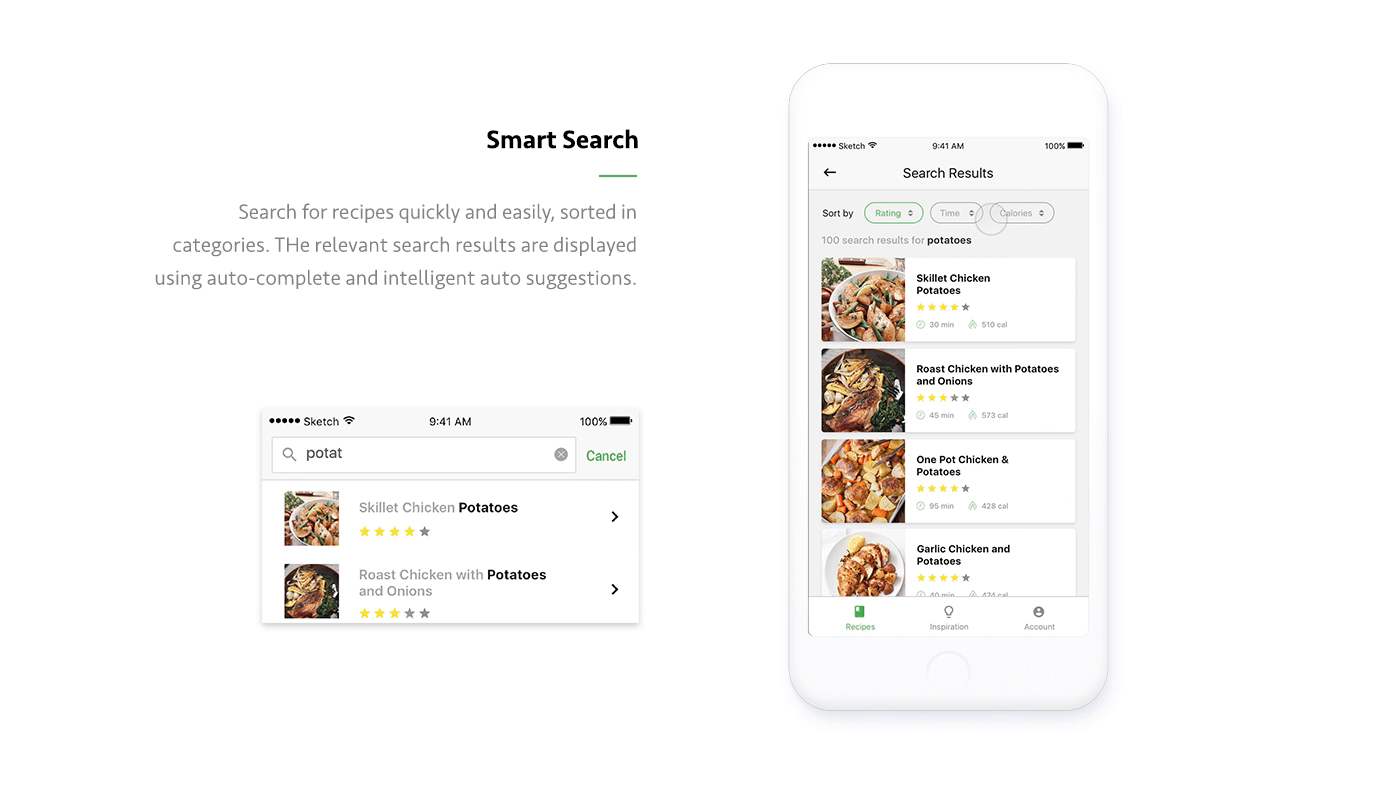 Smart Search
Search for recipes quickly and easily, sorted in
categories. THe relevant search results are displayed
using auto-complete and intelligent auto suggestions.
Sketch 9:41 AM 100%
potat Cancel
Skillet Chicken Potatoes
Roast Chicken with Potatoes
and Onions
Sketch 9:41 AM 100%
Search Results
Sort by Rating Time Calories
100 search results for potatoes
Skillet Chicken
Potatoes
30 min 510 cal
Roast Chicken with Potatoes
and Onions
45 min 573 cal
One Pot Chicken &
Potatoes
95 min 428 cal
Garlic Chicken and
Potatoes
40 min 474 cal
Recipes Inspiration Account